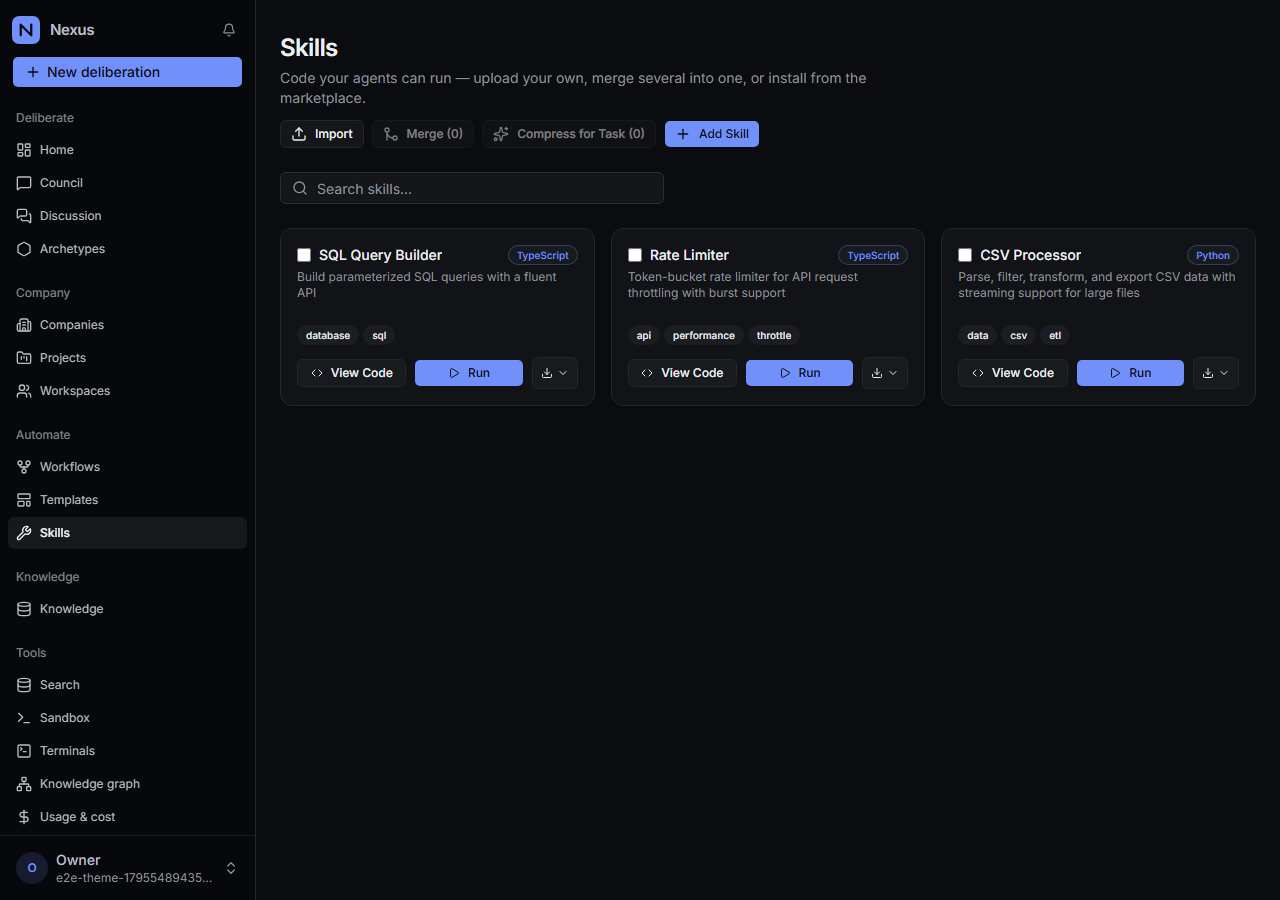 Nexus
New deliberation
Deliberate
Home
Council
Discussion
Archetypes
Company
Companies
Projects
Workspaces
Automate
Workflows
Templates
Skills
Knowledge
Knowledge
Tools
Search
Sandbox
Terminals
Knowledge graph
Usage & cost
O
Owner
e2e-theme-17955489435...
Skills
Code your agents can run — upload your own, merge several into one, or install from the
marketplace.
Import
Merge (0)
Compress for Task (0)
Add Skill
Search skills...
SQL Query Builder
TypeScript
Build parameterized SQL queries with a fluent
API
database
sql
View Code
Run
Rate Limiter
TypeScript
Token-bucket rate limiter for API request
throttling with burst support
api
performance
throttle
View Code
Run
CSV Processor
Python
Parse, filter, transform, and export CSV data with
streaming support for large files
data
csv
etl
View Code
Run